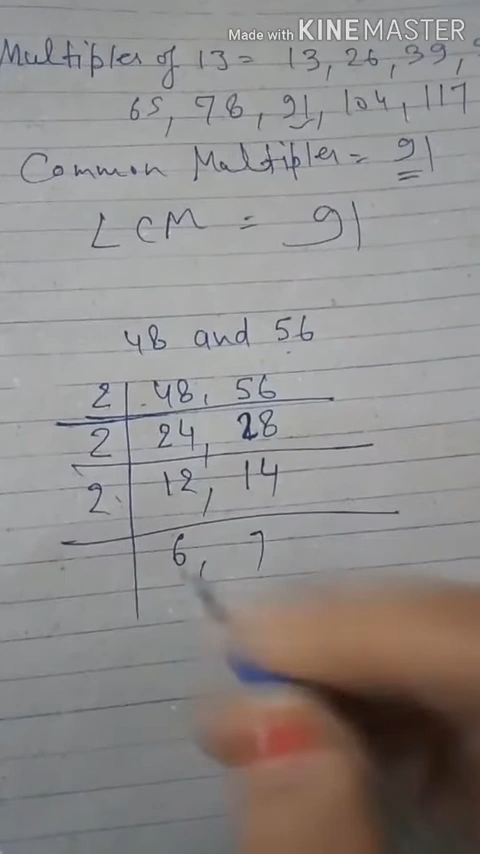 Made with KINEMASTER
Multiples of 13 = 13, 26, 39,
65, 78, 91, 104, 117
Common Multiples = 91
LCM = 91
48 and 56
2 48, 56
2 24, 28
2 12, 14
6, 7